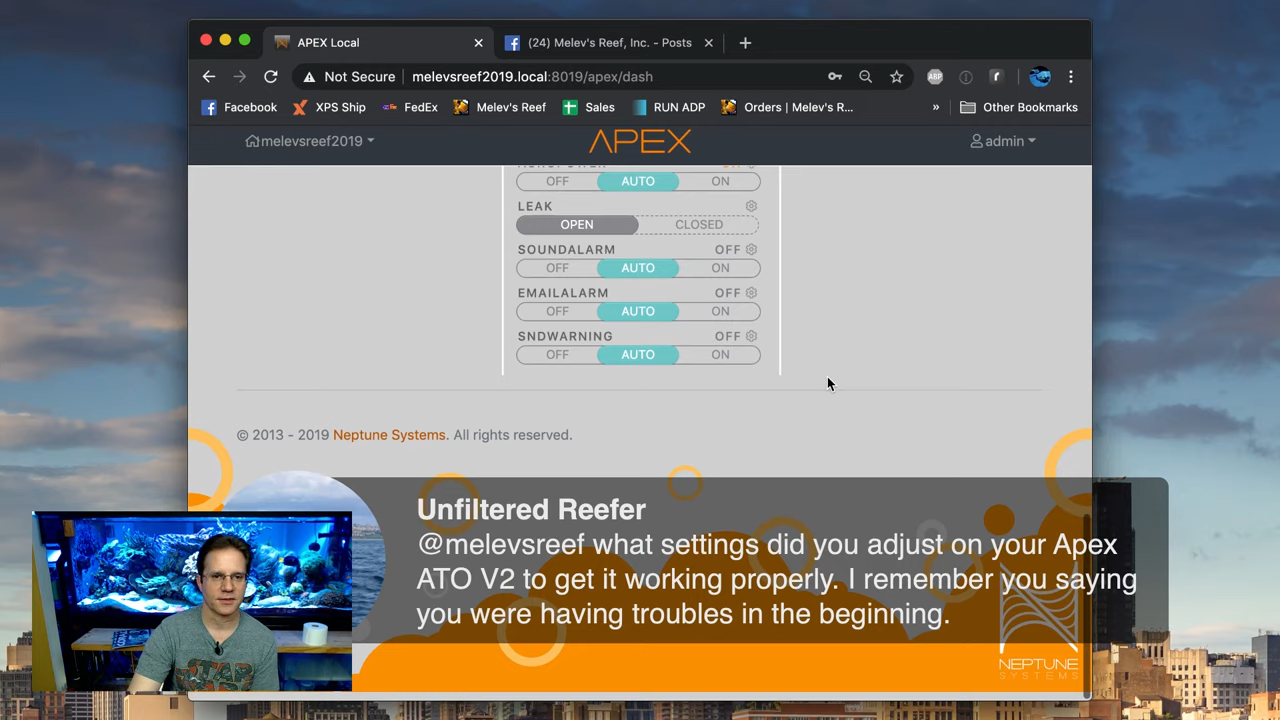 APEX Local
(24) Melev's Reef, Inc. - Posts
Not Secure melevsreef2019.local:8019/apex/dash
ABP
Facebook XPS Ship FedEx Melev's Reef Sales RUN ADP Orders | Melev's R... » Other Bookmarks
melevsreef2019 APEX admin
OFF AUTO ON
LEAK
OPEN CLOSED
SOUNDALARM OFF
OFF AUTO ON
EMAILALARM OFF
OFF AUTO ON
SNDWARNING OFF
OFF AUTO ON
© 2013 - 2019 Neptune Systems. All rights reserved.
Unfiltered Reefer
@melevsreef what settings did you adjust on your Apex
ATO V2 to get it working properly. I remember you saying
you were having troubles in the beginning.
NEPTUNE
SYSTEMS
STAR